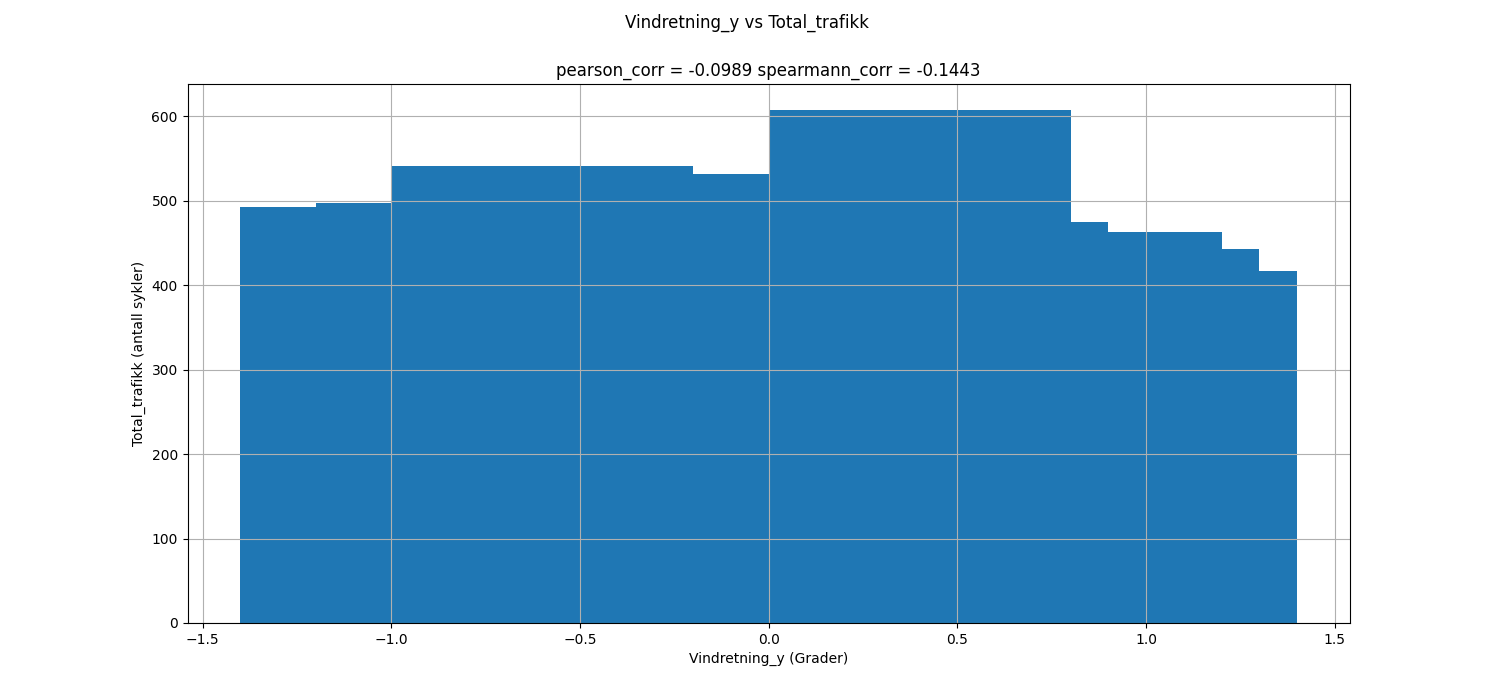 Vindretning_y vs Total_trafikk
pearson_corr = -0.0989 spearmann_corr = -0.1443
Total_trafikk (antall sykler)
600
500
400
300
200
100
0
−1.5 −1.0 −0.5 0.0 0.5 1.0 1.5
Vindretning_y (Grader)